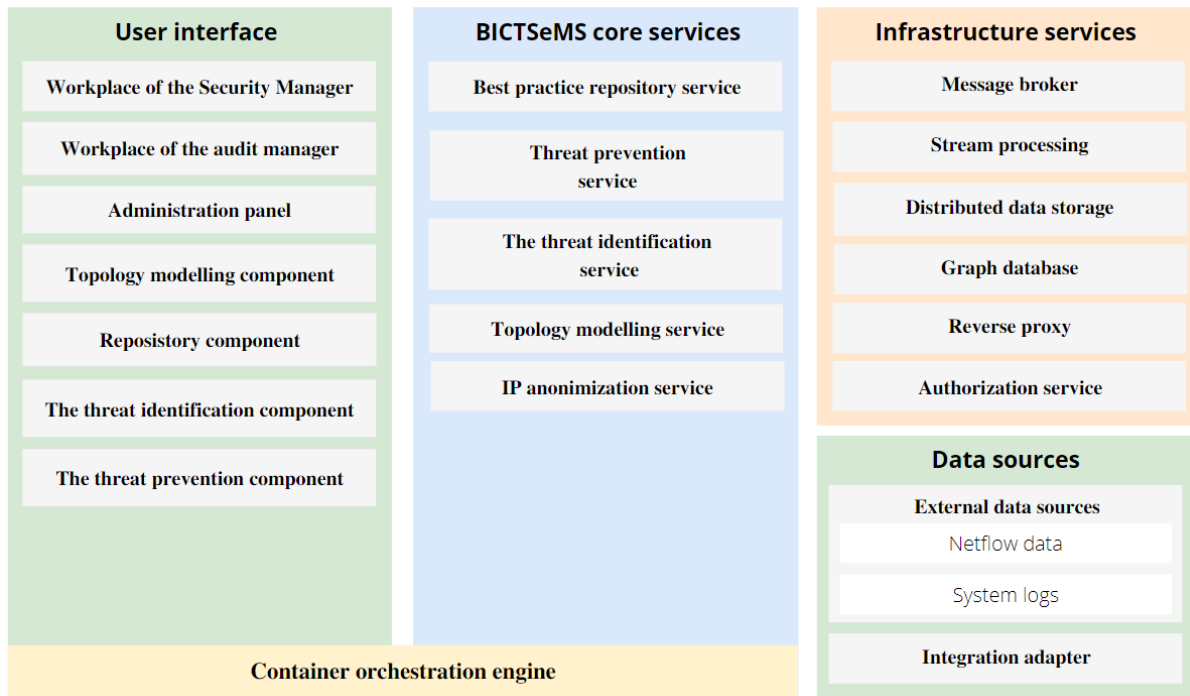 User interface
Workplace of the Security Manager
Workplace of the audit manager
Administration panel
Topology modelling component
Reposistory component
The threat identification component
The threat prevention component
BICTSeMS core services
Best practice repository service
Threat prevention
service
The threat identification
service
Topology modelling service
IP anonimization service
Container orchestration engine
Infrastructure services
Message broker
Stream processing
Distributed data storage
Graph database
Reverse proxy
Authorization service
Data sources
External data sources
Netflow data
System logs
Integration adapter